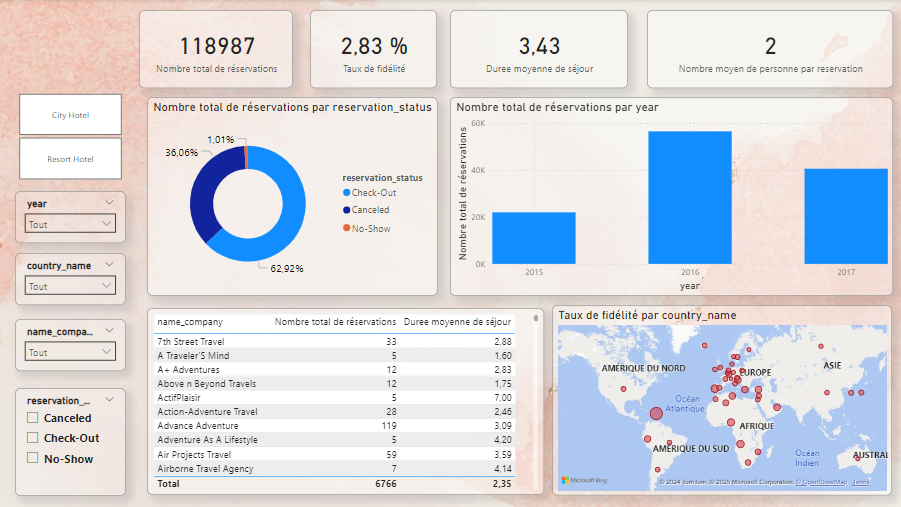 118987
Nombre total de réservations
2,83 %
Taux de fidélité
3,43
Duree moyenne de séjour
2
Nombre moyen de personne par reservation
City Hotel
Resort Hotel
year
Tout
country_name
Tout
name_compa...
Tout
reservation_...
Canceled
Check-Out
No-Show
Nombre total de réservations par reservation_status
1,01%
36,06%
62,92%
reservation_status
Check-Out
Canceled
No-Show
Nombre total de réservations par year
Nombre total de réservations
60K
40K
20K
0K
2015 2016 2017
year
name_company Nombre total de réservations Duree moyenne de séjour
7th Street Travel 33 2,88
A Traveler'S Mind 5 1,60
A+ Adventures 12 2,83
Above n Beyond Travels 12 1,75
ActifPlaisir 5 7,00
Action-Adventure Travel 28 2,46
Advance Adventure 119 3,09
Adventure As A Lifestyle 5 4,20
Air Projects Travel 59 3,59
Airborne Travel Agency 7 4,14
Total 6766 2,35
Taux de fidélité par country_name
AMÉRIQUE DU NORD
EUROPE
ASIE
Océan
Atlantique
AFRIQUE
AMÉRIQUE DU SUD
Océan
Indien
AUSTRAL
Microsoft Bing
© 2024 TomTom, © 2025 Microsoft Corporation, © OpenStreetMap Terms